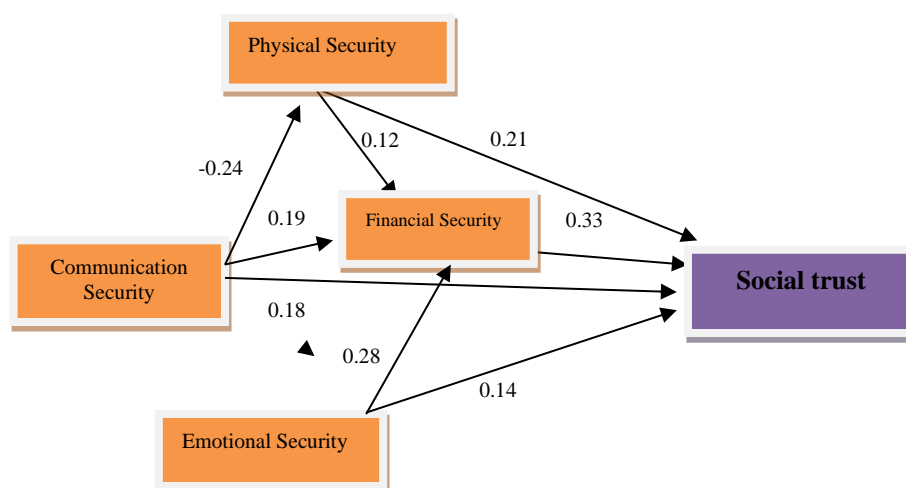 Physical Security
0.12
0.21
-0.24
0.19
Financial Security
0.33
Communication
Security
Social trust
0.18
0.28
0.14
Emotional Security